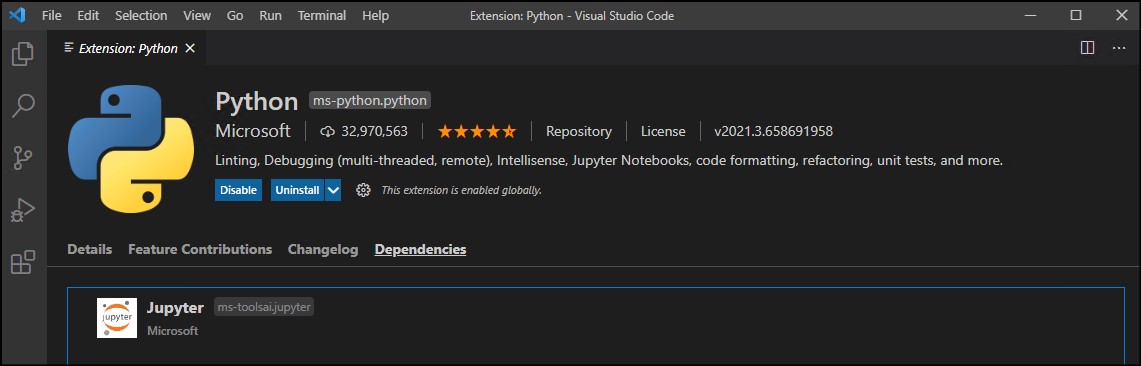 File Edit Selection View Go Run Terminal Help Extension: Python - Visual Studio Code
Extension: Python
Python ms-python.python
Microsoft 32,970,563 Repository License v2021.3.658691958
Linting, Debugging (multi-threaded, remote), Intellisense, Jupyter Notebooks, code formatting, refactoring, unit tests, and more.
Disable Uninstall This extension is enabled globally.
Details Feature Contributions Changelog Dependencies
jupyter Jupyter ms-toolsai.jupyter
Microsoft